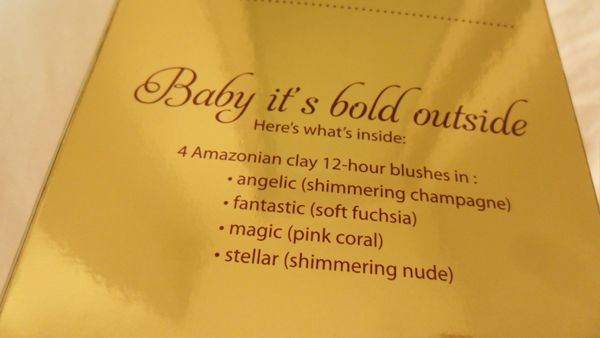 Baby it's bold outside
Here's what's inside:
4 Amazonian clay 12-hour blushes in :
• angelic (shimmering champagne)
• fantastic (soft fuchsia)
• magic (pink coral)
• stellar (shimmering nude)